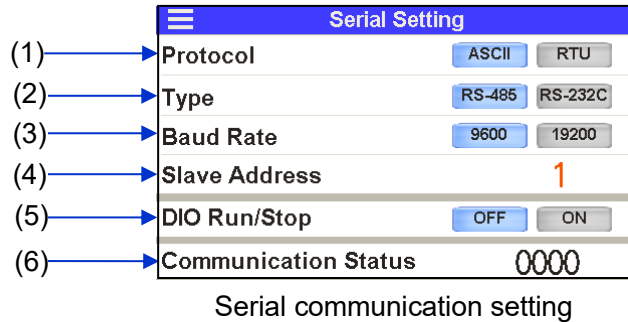 Serial Setting
(1) Protocol ASCII RTU
(2) Type RS-485 RS-232C
(3) Baud Rate 9600 19200
(4) Slave Address 1
(5) DIO Run/Stop OFF ON
(6) Communication Status 0000
Serial communication setting